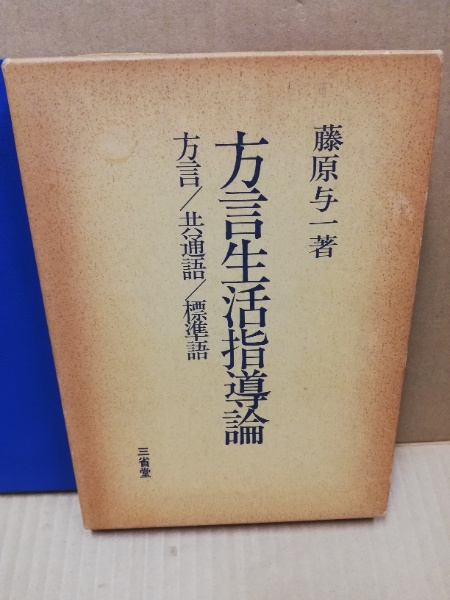 藤原与一著
方言生活指導論
方言／共通語／標準語
三省堂